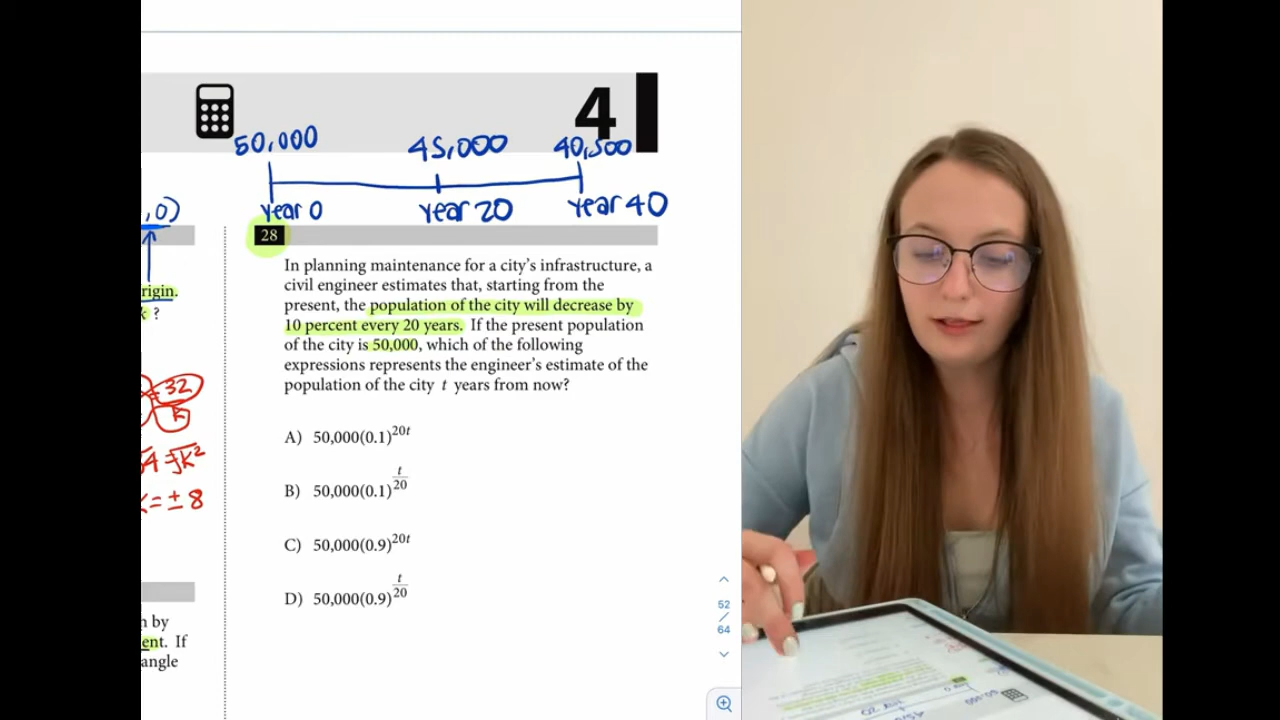 4
50,000 45,000 40,500
year 0 year 20 year 40
,0)
28
In planning maintenance for a city's infrastructure, a
civil engineer estimates that, starting from the
present, the population of the city will decrease by
10 percent every 20 years. If the present population
of the city is 50,000, which of the following
expressions represents the engineer's estimate of the
population of the city t years from now?
A) 50,000(0.1)^20t
B) 50,000(0.1)^t/20
C) 50,000(0.9)^20t
D) 50,000(0.9)^t/20
rigin.
k ?
32
k
= ± 8
by
ent. If
angle
52
/
64